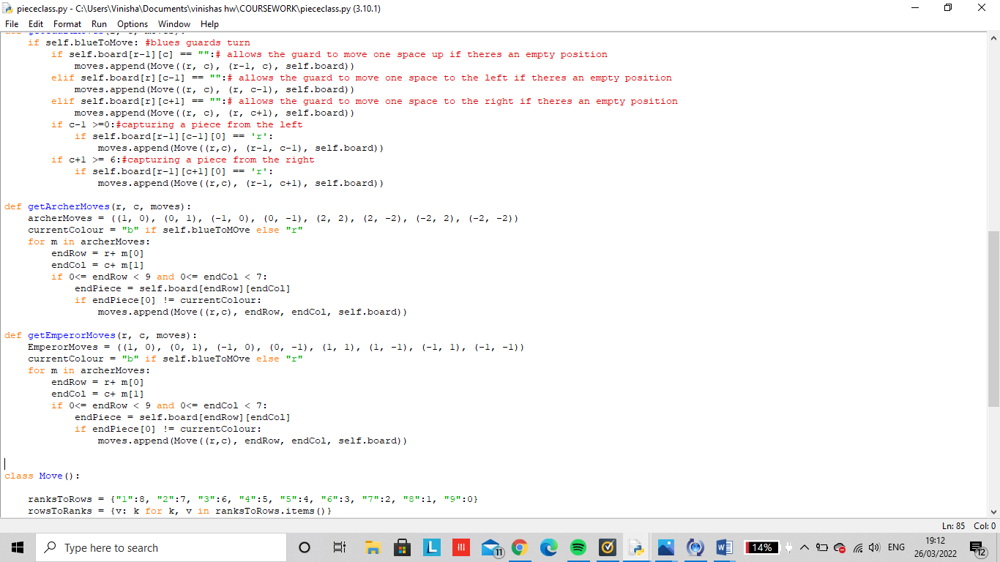 piececlass.py - C:\Users\Vinisha\Documents\vinishas hw\COURSEWORK\piececlass.py (3.10.1)
File Edit Format Run Options Window Help
    if self.blueToMove: #blues guards turn
        if self.board[r-1][c] == "":# allows the guard to move one space up if theres an empty position
            moves.append(Move((r, c), (r-1, c), self.board))
        elif self.board[r][c-1] == "":# allows the guard to move one space to the left if theres an empty position
            moves.append(Move((r, c), (r, c-1), self.board))
        elif self.board[r][c+1] == "":# allows the guard to move one space to the right if theres an empty position
            moves.append(Move((r, c), (r, c+1), self.board))
        if c-1 >=0:#capturing a piece from the left
            if self.board[r-1][c-1][0] == 'r':
                moves.append(Move((r,c), (r-1, c-1), self.board))
        if c+1 >= 6:#capturing a piece from the right
            if self.board[r-1][c+1][0] == 'r':
                moves.append(Move((r,c), (r-1, c+1), self.board))
def getArcherMoves(r, c, moves):
    archerMoves = ((1, 0), (0, 1), (-1, 0), (0, -1), (2, 2), (2, -2), (-2, 2), (-2, -2))
    currentColour = "b" if self.blueToMOve else "r"
    for m in archerMoves:
        endRow = r+ m[0]
        endCol = c+ m[1]
        if 0<= endRow < 9 and 0<= endCol < 7:
            endPiece = self.board[endRow][endCol]
            if endPiece[0] != currentColour:
                moves.append(Move((r,c), endRow, endCol, self.board))
def getEmperorMoves(r, c, moves):
    EmperorMoves = ((1, 0), (0, 1), (-1, 0), (0, -1), (1, 1), (1, -1), (-1, 1), (-1, -1))
    currentColour = "b" if self.blueToMOve else "r"
    for m in archerMoves:
        endRow = r+ m[0]
        endCol = c+ m[1]
        if 0<= endRow < 9 and 0<= endCol < 7:
            endPiece = self.board[endRow][endCol]
            if endPiece[0] != currentColour:
                moves.append(Move((r,c), endRow, endCol, self.board))
class Move():
    ranksToRows = {"1":8, "2":7, "3":6, "4":5, "5":4, "6":3, "7":2, "8":1, "9":0}
    rowsToRanks = {v: k for k, v in ranksToRows.items()}
Ln: 85 Col: 0
Type here to search
L
11
14%
ENG
19:12
26/03/2022
12